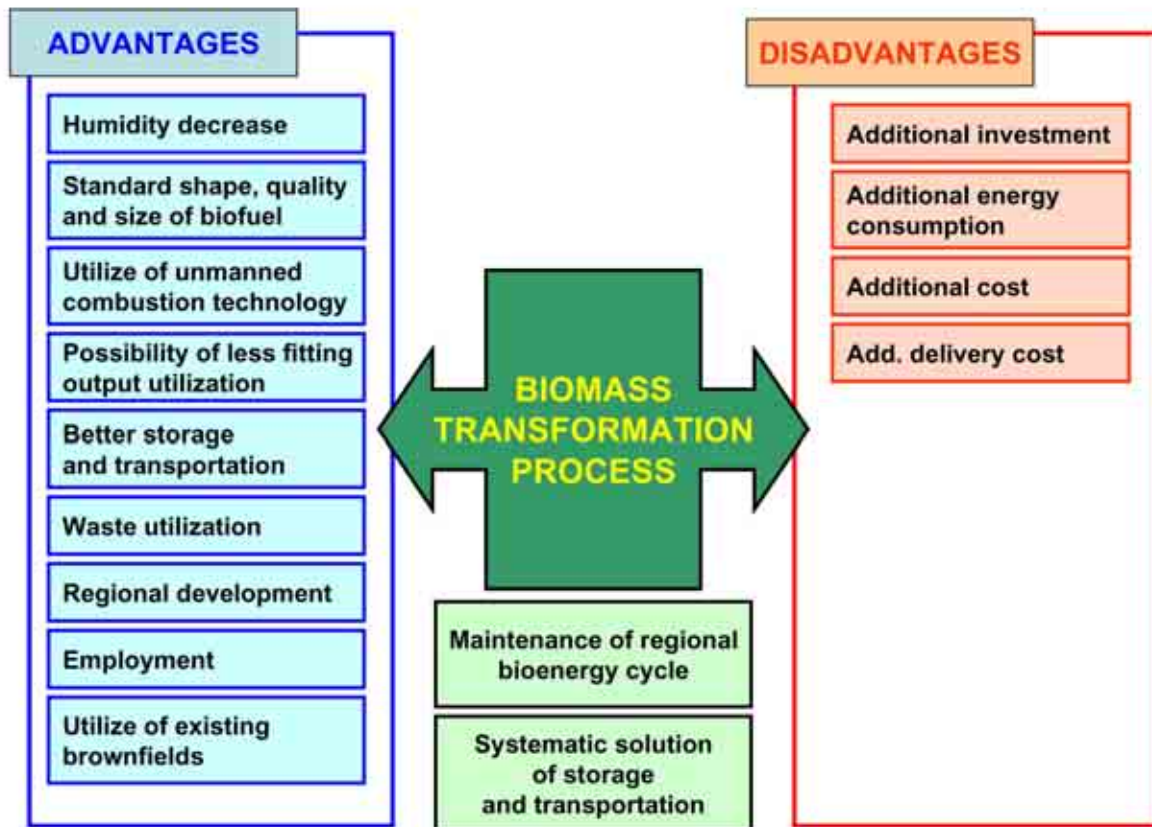 ADVANTAGES
Humidity decrease
Standard shape, quality
and size of biofuel
Utilize of unmanned
combustion technology
Possibility of less fitting
output utilization
Better storage
and transportation
Waste utilization
Regional development
Employment
Utilize of existing
brownfields
BIOMASS
TRANSFORMATION
PROCESS
Maintenance of regional
bioenergy cycle
Systematic solution
of storage
and transportation
DISADVANTAGES
Additional investment
Additional energy
consumption
Additional cost
Add. delivery cost